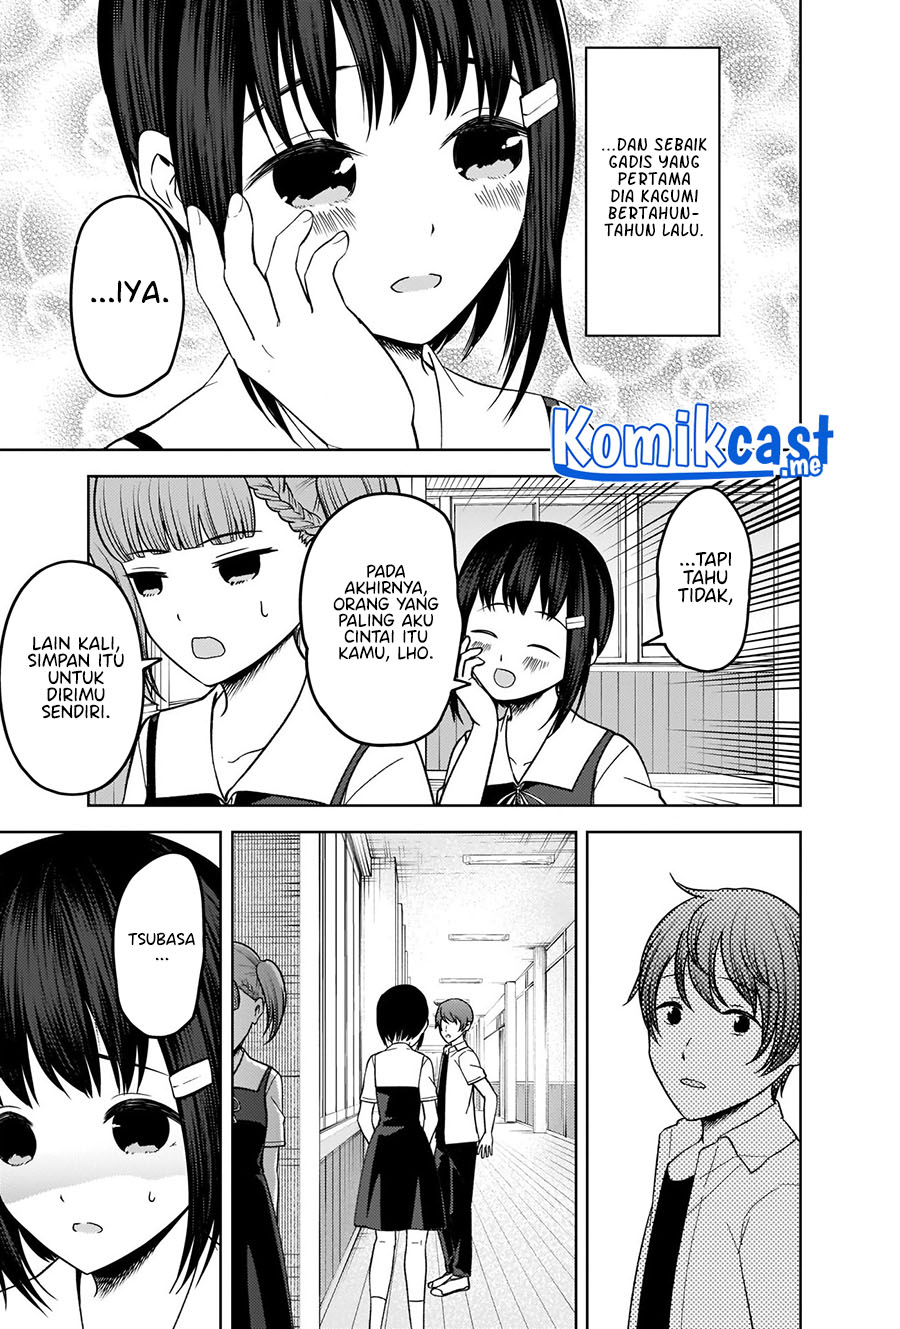 ...DAN SEBAIK
GADIS YANG
PERTAMA
DIA KAGUMI
BERTAHUN-
TAHUN LALU.
...IYA.
Komikcast
.me
...TAPI
TAHU
TIDAK,
PADA
AKHIRNYA,
ORANG YANG
PALING AKU
CINTAI ITU
KAMU, LHO.
LAIN KALI,
SIMPAN ITU
UNTUK
DIRIMU
SENDIRI.
TSUBASA
...